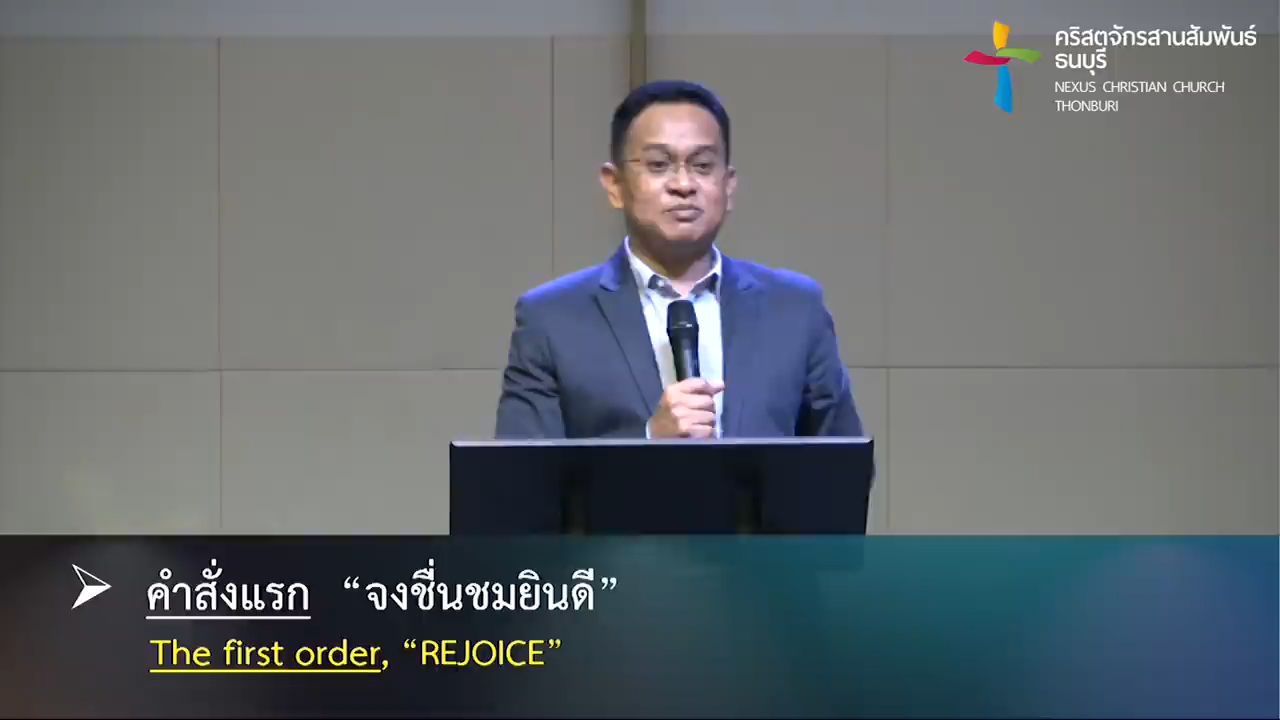 คริสตจักรสานสัมพันธ์
ธนบุรี
NEXUS CHRISTIAN CHURCH
THONBURI
คำสั่งแรก “จงชื่นชมยินดี”
The first order, “REJOICE”